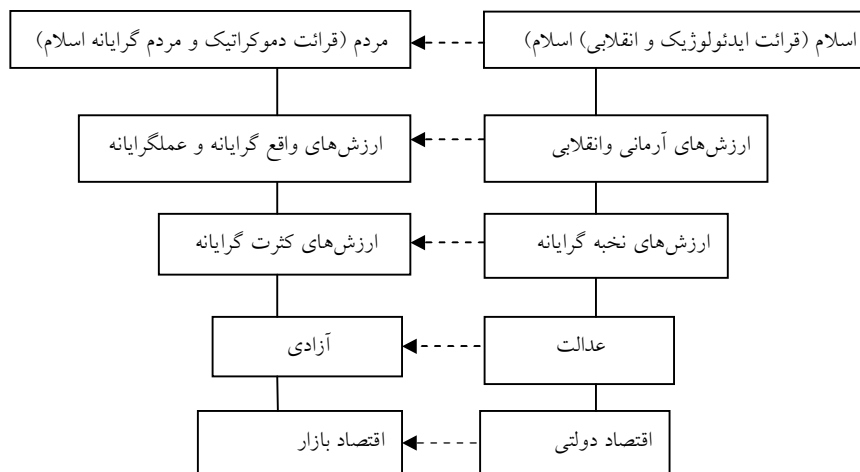 اسلام (قرائت ایدئولوژیک و انقلابی) اسلام)
مردم (قرائت دموکراتیک و مردم گرایانه اسلام)
ارزش‌های آرمانی وانقلابی
ارزش‌های واقع گرایانه و عملگرایانه
ارزش‌های نخبه گرایانه
ارزش‌های کثرت گرایانه
عدالت
آزادی
اقتصاد دولتی
اقتصاد بازار